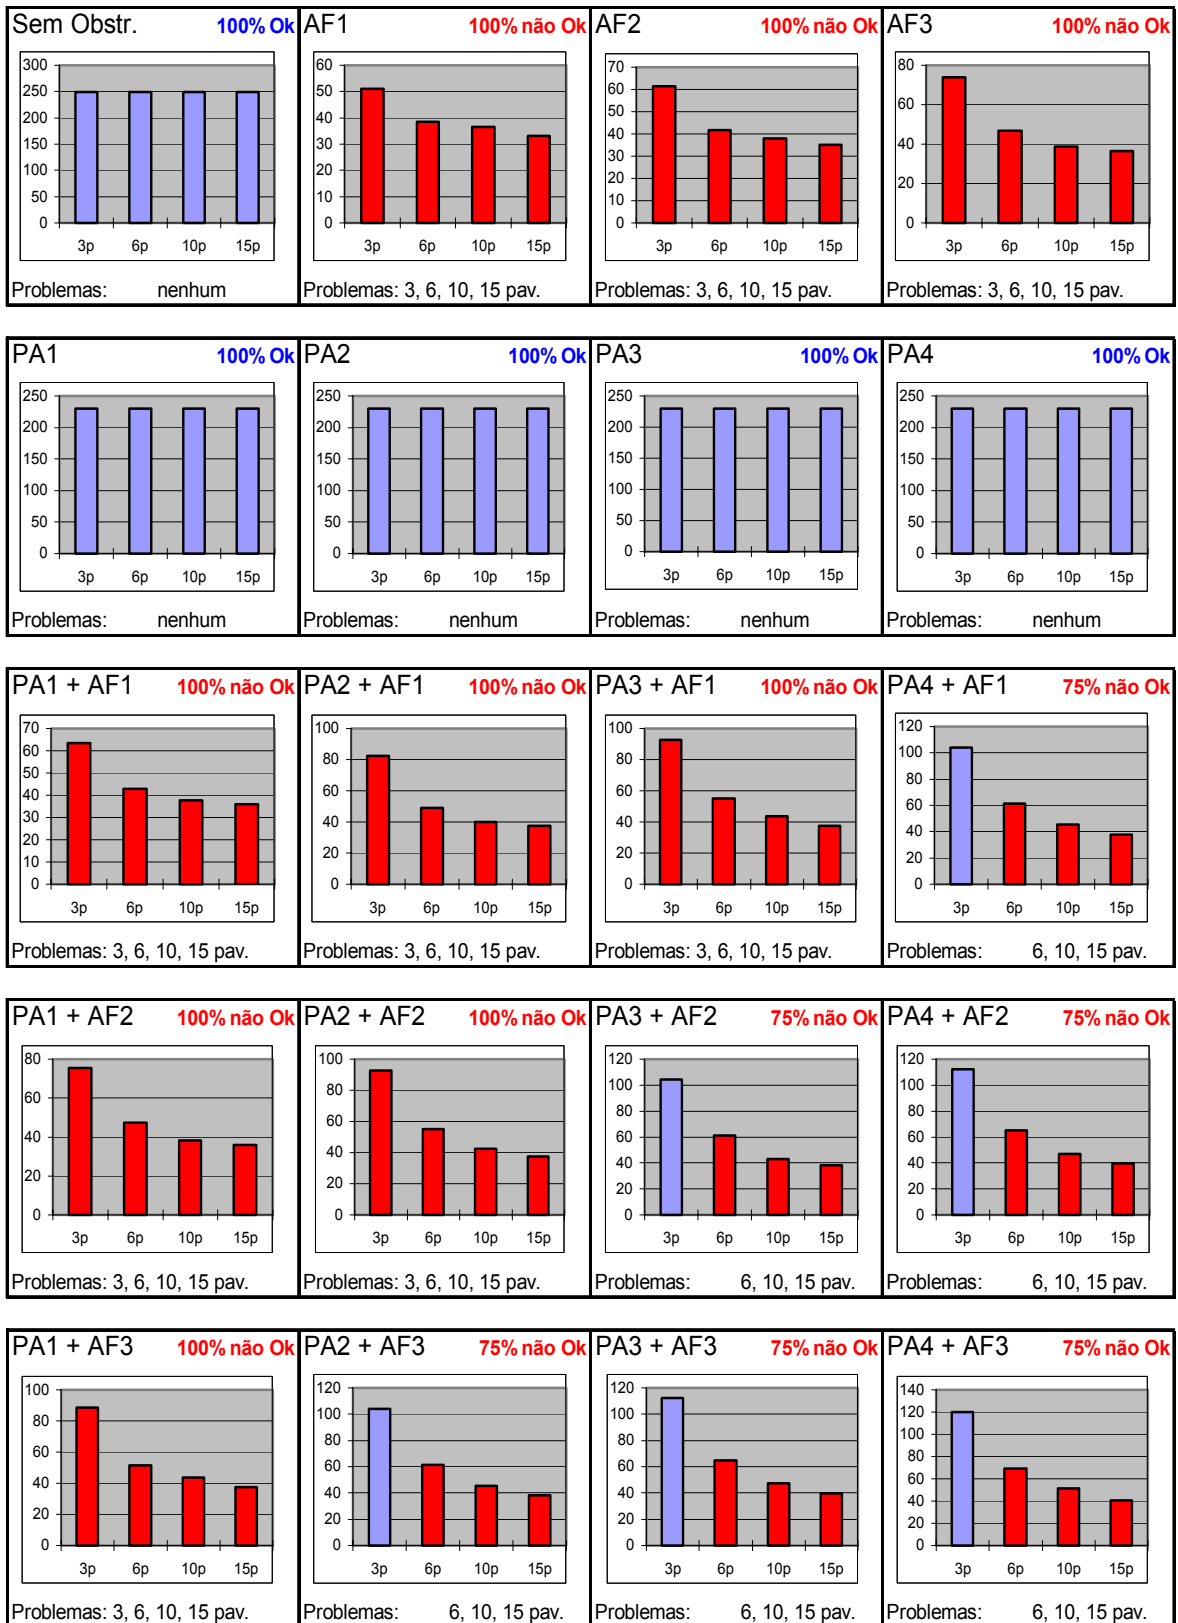 Sem Obstr. 100% Ok
300
250
200
150
100
50
0
3p 6p 10p 15p
Problemas: nenhum
AF1 100% não Ok
60
50
40
30
20
10
0
3p 6p 10p 15p
Problemas: 3, 6, 10, 15 pav.
AF2 100% não Ok
70
60
50
40
30
20
10
0
3p 6p 10p 15p
Problemas: 3, 6, 10, 15 pav.
AF3 100% não Ok
80
60
40
20
0
3p 6p 10p 15p
Problemas: 3, 6, 10, 15 pav.
PA1 100% Ok
250
200
150
100
50
0
3p 6p 10p 15p
Problemas: nenhum
PA2 100% Ok
250
200
150
100
50
0
3p 6p 10p 15p
Problemas: nenhum
PA3 100% Ok
250
200
150
100
50
0
3p 6p 10p 15p
Problemas: nenhum
PA4 100% Ok
250
200
150
100
50
0
3p 6p 10p 15p
Problemas: nenhum
PA1 + AF1 100% não Ok
70
60
50
40
30
20
10
0
3p 6p 10p 15p
Problemas: 3, 6, 10, 15 pav.
PA2 + AF1 100% não Ok
100
80
60
40
20
0
3p 6p 10p 15p
Problemas: 3, 6, 10, 15 pav.
PA3 + AF1 100% não Ok
100
80
60
40
20
0
3p 6p 10p 15p
Problemas: 3, 6, 10, 15 pav.
PA4 + AF1 75% não Ok
120
100
80
60
40
20
0
3p 6p 10p 15p
Problemas: 6, 10, 15 pav.
PA1 + AF2 100% não Ok
80
60
40
20
0
3p 6p 10p 15p
Problemas: 3, 6, 10, 15 pav.
PA2 + AF2 100% não Ok
100
80
60
40
20
0
3p 6p 10p 15p
Problemas: 3, 6, 10, 15 pav.
PA3 + AF2 75% não Ok
120
100
80
60
40
20
0
3p 6p 10p 15p
Problemas: 6, 10, 15 pav.
PA4 + AF2 75% não Ok
120
100
80
60
40
20
0
3p 6p 10p 15p
Problemas: 6, 10, 15 pav.
PA1 + AF3 100% não Ok
100
80
60
40
20
0
3p 6p 10p 15p
Problemas: 3, 6, 10, 15 pav.
PA2 + AF3 75% não Ok
120
100
80
60
40
20
0
3p 6p 10p 15p
Problemas: 6, 10, 15 pav.
PA3 + AF3 75% não Ok
120
100
80
60
40
20
0
3p 6p 10p 15p
Problemas: 6, 10, 15 pav.
PA4 + AF3 75% não Ok
140
120
100
80
60
40
20
0
3p 6p 10p 15p
Problemas: 6, 10, 15 pav.